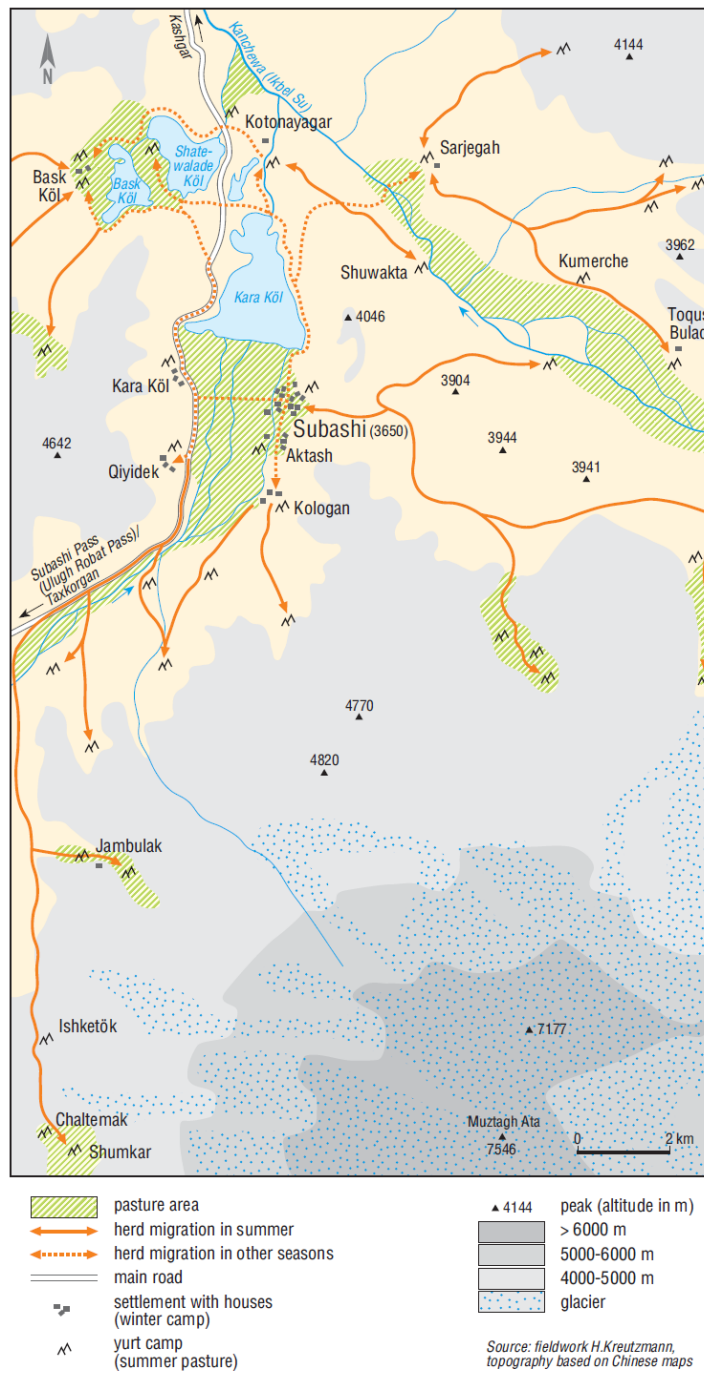 Kashgar
N
Kanchewa (Ikbel Su)
4144
Kotonayagar
Shate-
walade
Köl
Sarjegah
Bask
Köl
Bask
Köl
Kara Köl
Shuwakta
Kumerche
3962
Toqus
4046
Kara Köl
3904
Subashi (3650)
4642
3944
Aktash
Qiyidek
3941
Kologan
Subashi Pass
(Ulugh Robat Pass)/
Taxkorgan
4770
4820
Jambulak
Ishketök
7177
Chaltemak
Shumkar
Muztagh Ata
7546
0 2 km
pasture area
herd migration in summer
herd migration in other seasons
main road
settlement with houses
(winter camp)
yurt camp
(summer pasture)
4144 peak (altitude in m)
> 6000 m
5000-6000 m
4000-5000 m
glacier
Source: fieldwork H.Kreutzmann,
topography based on Chinese maps